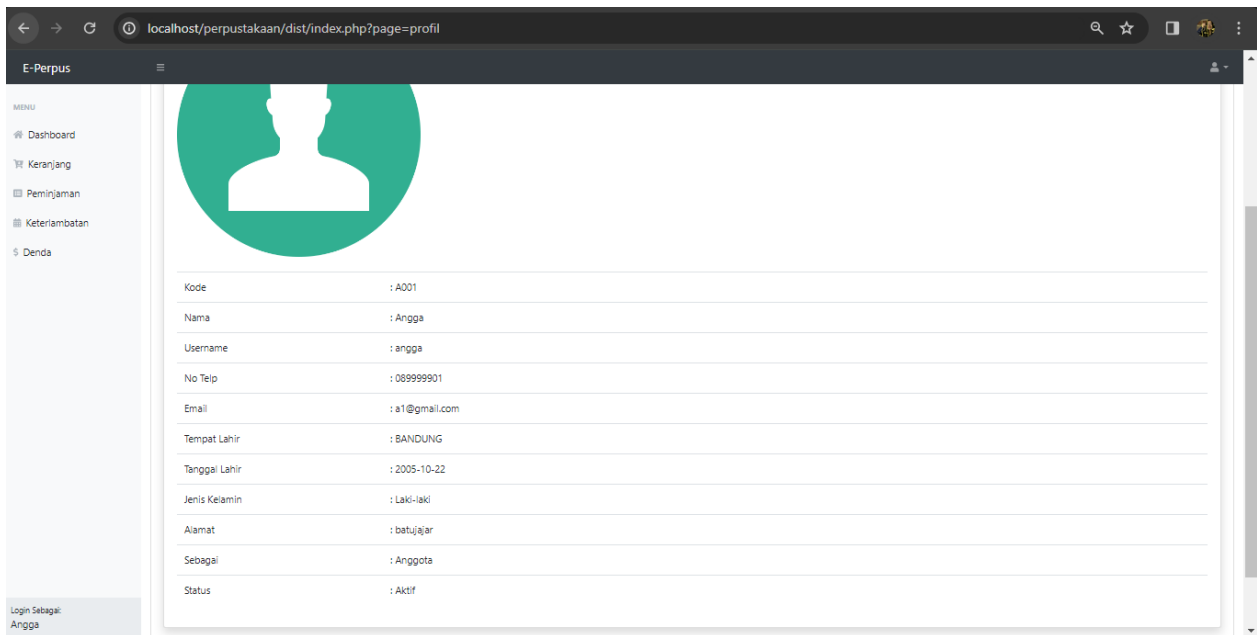 localhost/perpustakaan/dist/index.php?page=profil
E-Perpus
MENU
Dashboard
Keranjang
Peminjaman
Keterlambatan
$ Denda
Kode : A001
Nama : Angga
Username : angga
No Telp : 089999901
Email : a1@gmail.com
Tempat Lahir : BANDUNG
Tanggal Lahir : 2005-10-22
Jenis Kelamin : Laki-laki
Alamat : batujajar
Sebagai : Anggota
Status : Aktif
Login Sebagai:
Angga